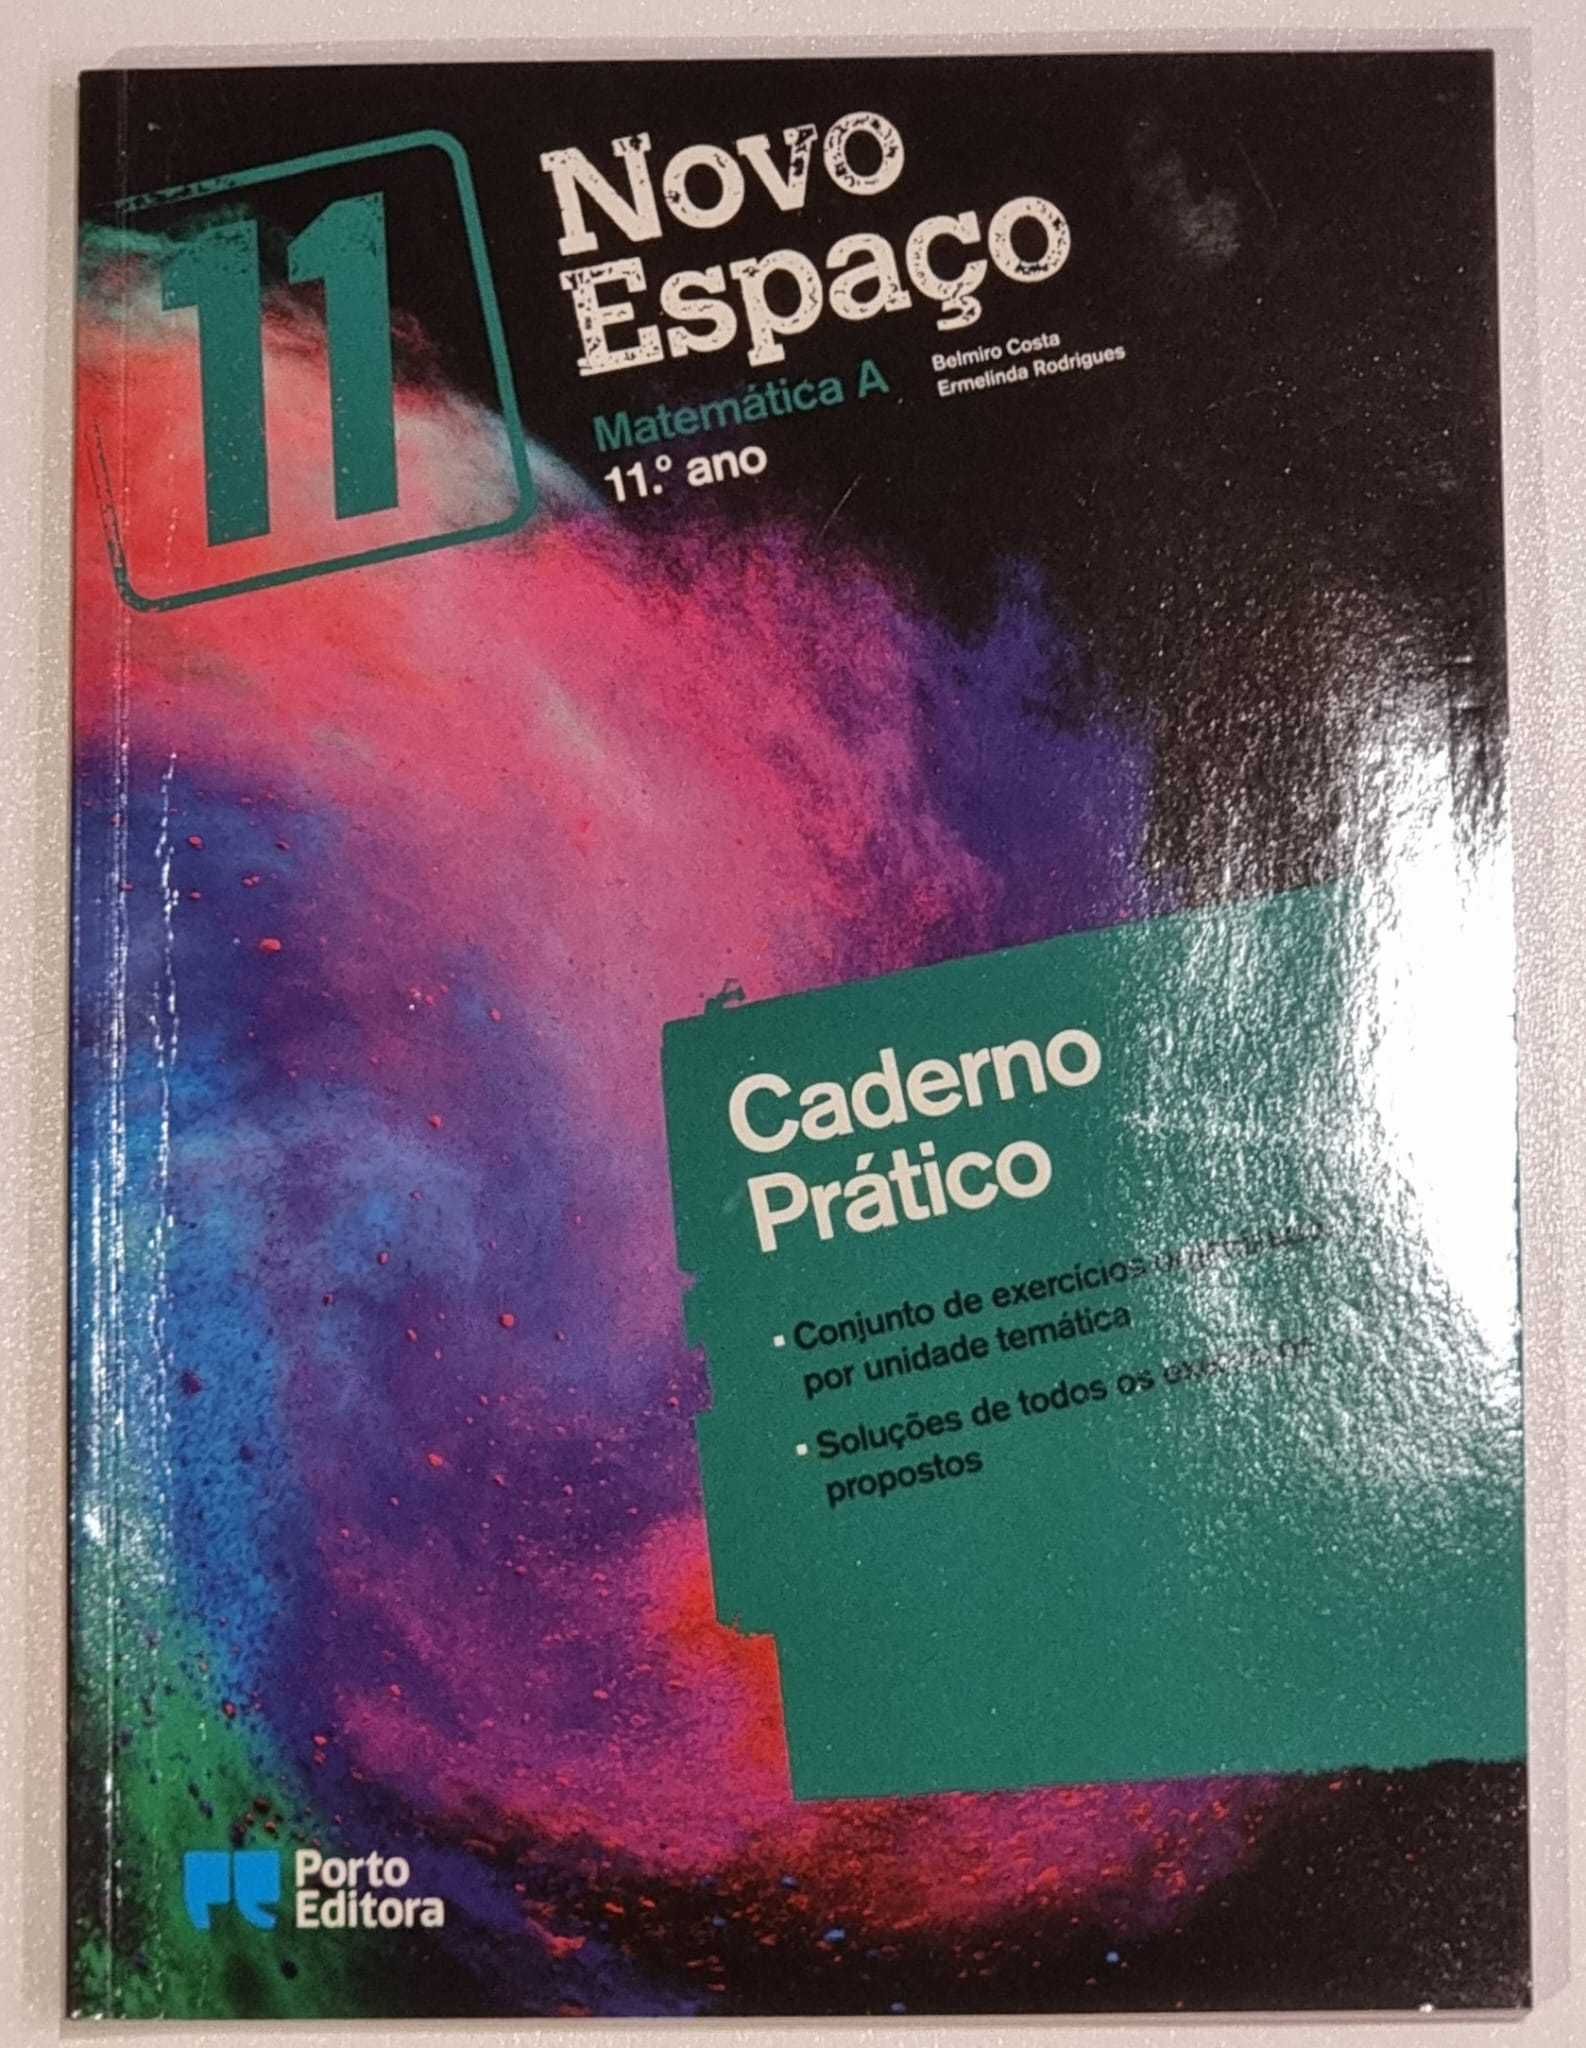 11
Novo
Espaço
Belmiro Costa
Ermelinda Rodrigues
Matemática A
11.º ano
Caderno
Prático
▪ Conjunto de exercícios
por unidade temática
▪ Soluções de todos os exercícios
propostos
Porto
Editora